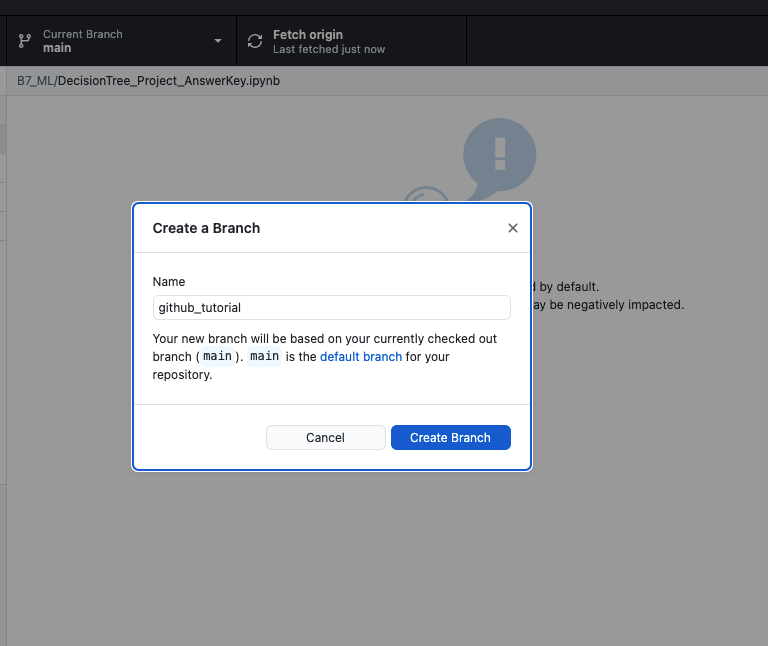 Current Branch
main
Fetch origin
Last fetched just now
B7_ML/DecisionTree_Project_AnswerKey.ipynb
Create a Branch
Name
github_tutorial
Your new branch will be based on your currently checked out
branch (main). main is the default branch for your
repository.
by default.
be negatively impacted.
Cancel
Create Branch